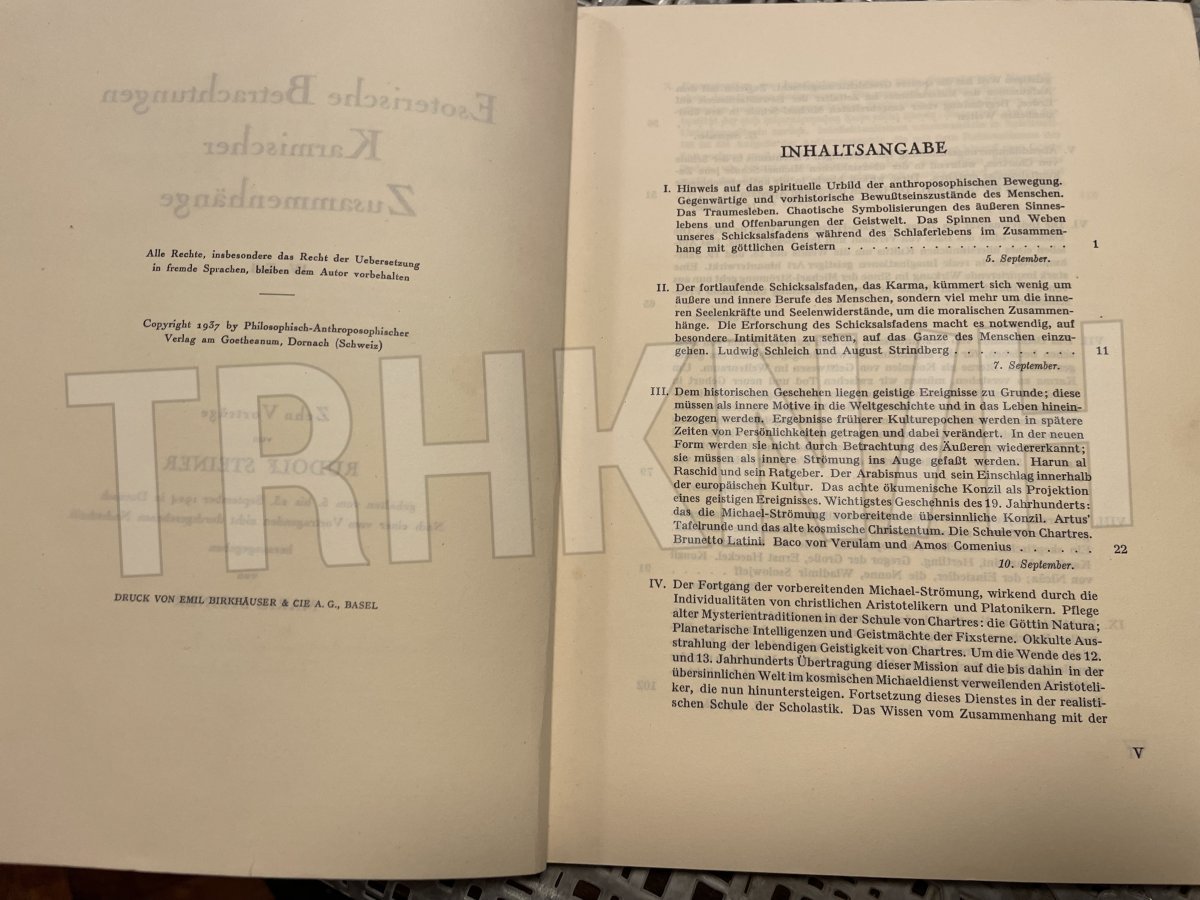 Esoterische Betrachtungen
Karmischer
Zusammenhänge
Alle Rechte, insbesondere das Recht der Uebersetzung
in fremde Sprachen, bleiben dem Autor vorbehalten
Copyright 1937 by Philosophisch-Anthroposophischer
Verlag am Goetheanum, Dornach (Schweiz)
Zehn Vorträge
von
RUDOLF STEINER
DRUCK VON EMIL BIRKHÄUSER & CIE A. G., BASEL
TRHKNVH
INHALTSANGABE
I. Hinweis auf das spirituelle Urbild der anthroposophischen Bewegung.
Gegenwärtige und vorhistorische Bewußtseinszustände des Menschen.
Das Traumesleben. Chaotische Symbolisierungen des äußeren Sinnes-
lebens und Offenbarungen der Geistwelt. Das Spinnen und Weben
unseres Schicksalsfadens während des Schlaferlebens im Zusammen-
hang mit göttlichen Geistern . . . . . . . . . . . . . . . 1
5. September.
II. Der fortlaufende Schicksalsfaden, das Karma, kümmert sich wenig um
äußere und innere Berufe des Menschen, sondern viel mehr um die inne-
ren Seelenkräfte und Seelenwiderstände, um die moralischen Zusammen-
hänge. Die Erforschung des Schicksalsfadens macht es notwendig, auf
besondere Intimitäten zu sehen, auf das Ganze des Menschen einzu-
gehen. Ludwig Schleich und August Strindberg . . . . . . . . . 11
7. September.
III. Dem historischen Geschehen liegen geistige Ereignisse zu Grunde; diese
müssen als innere Motive in die Weltgeschichte und in das Leben hinein-
bezogen werden. Ergebnisse früherer Kulturepochen werden in spätere
Zeiten von Persönlichkeiten getragen und dabei verändert. In der neuen
Form werden sie nicht durch Betrachtung des Äußeren wiedererkannt;
sie müssen als innere Strömung ins Auge gefaßt werden. Harun al
Raschid und sein Ratgeber. Der Arabismus und sein Einschlag innerhalb
der europäischen Kultur. Das achte ökumenische Konzil als Projektion
eines geistigen Ereignisses. Wichtigstes Geschehnis des 19. Jahrhunderts:
das die Michael-Strömung vorbereitende übersinnliche Konzil. Artus'
Tafelrunde und das alte kosmische Christentum. Die Schule von Chartres.
Brunetto Latini. Baco von Verulam und Amos Comenius . . . . . . 22
10. September.
IV. Der Fortgang der vorbereitenden Michael-Strömung, wirkend durch die
Individualitäten von christlichen Aristotelikern und Platonikern. Pflege
alter Mysterientraditionen in der Schule von Chartres: die Göttin Natura;
Planetarische Intelligenzen und Geistmächte der Fixsterne. Okkulte Aus-
strahlung der lebendigen Geistigkeit von Chartres. Um die Wende des 12.
und 13. Jahrhunderts Übertragung dieser Mission auf die bis dahin in der
übersinnlichen Welt im kosmischen Michaeldienst verweilenden Aristoteli-
ker, die nun hinuntersteigen. Fortsetzung dieses Dienstes in der realisti-
schen Schule der Scholastik. Das Wissen vom Zusammenhang mit der
V